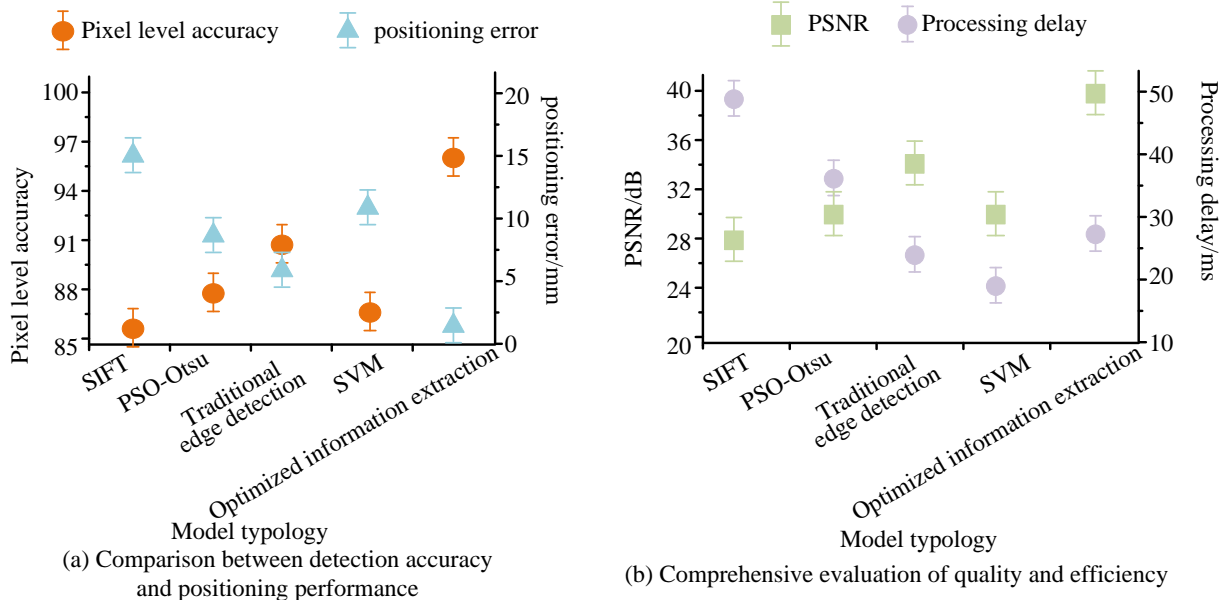 Pixel level accuracy
positioning error
Pixel level accuracy
100
97
94
91
88
85
20
15
10
5
0
positioning error/mm
SIFT
PSO-Otsu
Traditional
edge detection
SVM
Optimized information extraction
Model typology
(a) Comparison between detection accuracy
and positioning performance
PSNR
Processing delay
PSNR/dB
40
36
32
28
24
20
50
40
30
20
10
Processing
delay/ms
SIFT
PSO-Otsu
Traditional
edge detection
SVM
Optimized information extraction
Model typology
(b) Comprehensive evaluation of quality and efficiency